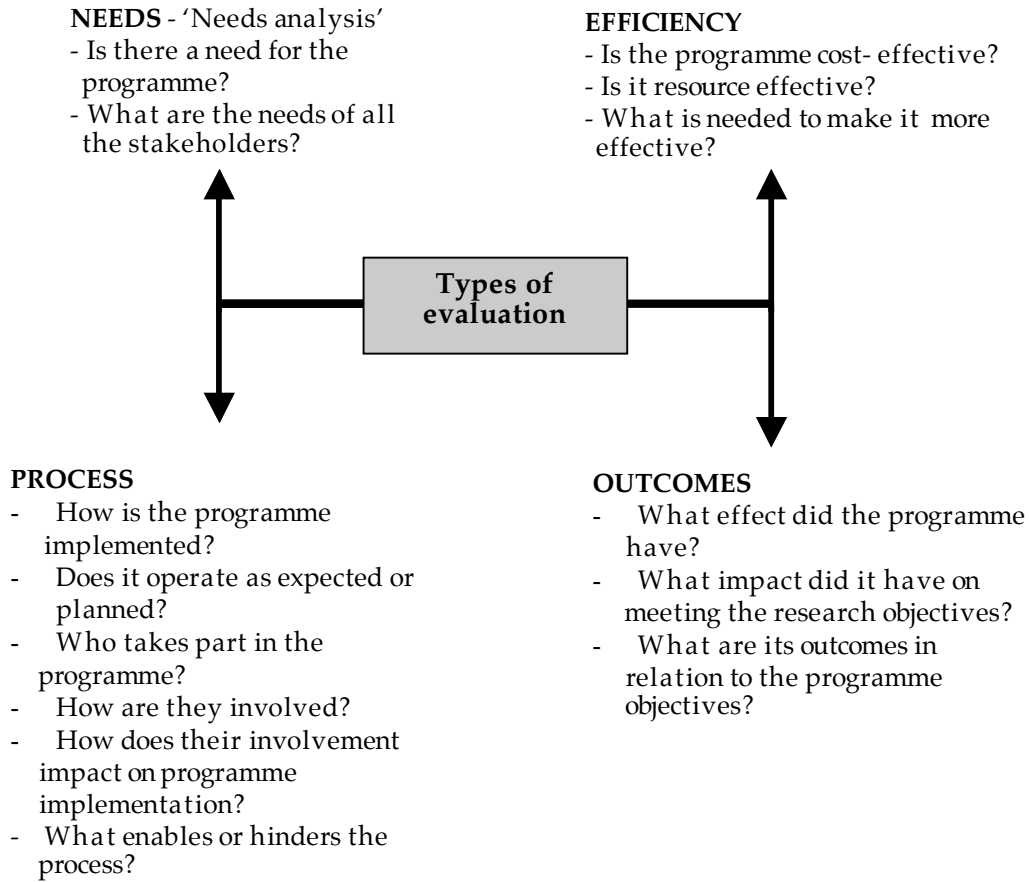 NEEDS - ‘Needs analysis’
- Is there a need for the
programme?
- What are the needs of all
the stakeholders?
EFFICIENCY
- Is the programme cost- effective?
- Is it resource effective?
- What is needed to make it more
effective?
Types of
evaluation
PROCESS
- How is the programme
implemented?
- Does it operate as expected or
planned?
- Who takes part in the
programme?
- How are they involved?
- How does their involvement
impact on programme
implementation?
- What enables or hinders the
process?
OUTCOMES
- What effect did the programme
have?
- What impact did it have on
meeting the research objectives?
- What are its outcomes in
relation to the programme
objectives?